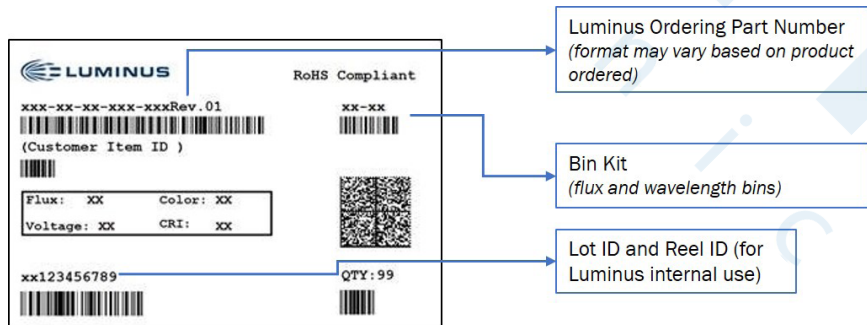 LUMINUS
RoHS Compliant
xxx-xx-xx-xxx-xxxRev.01
xx-xx
(Customer Item ID )
Flux: XX Color: XX
Voltage: XX CRI: XX
xx123456789
QTY:99
Luminus Ordering Part Number
(format may vary based on product
ordered)
Bin Kit
(flux and wavelength bins)
Lot ID and Reel ID (for
Luminus internal use)